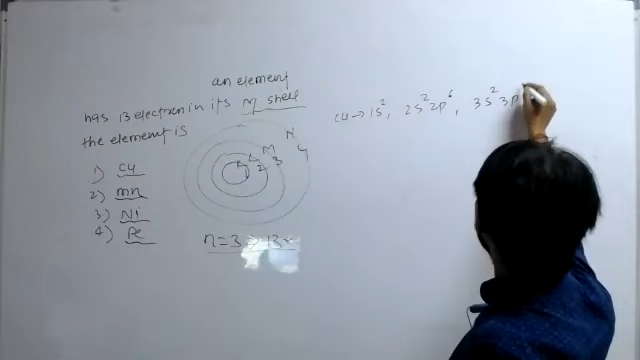 an element
has 13 electron in its M shell
the element is
1) Cu
2) mn
3) Ni
4) Fe
K L M N
1 2 3 4
n=3 → 13e
Cu → 1s², 2s² 2p⁶, 3s² 3p